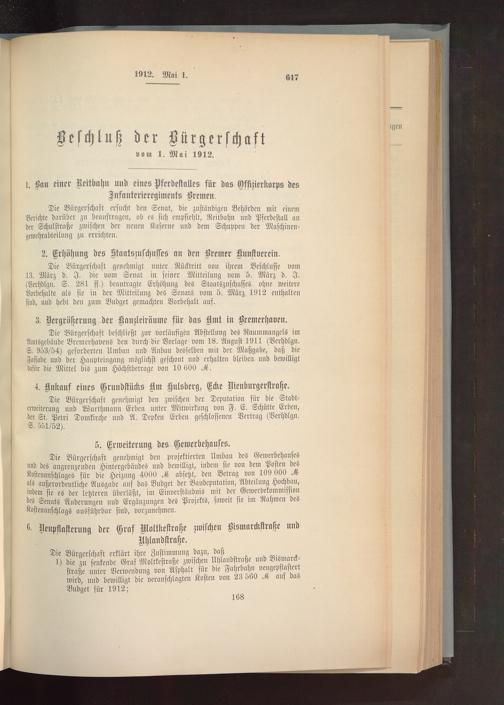 1912. Mai 1.
617
Beschluß der Bürgerschaft
vom 1. Mai 1912.
1. Bau einer Reitbahn und eines Pferdestalles für das Offizierkorps des
Infanterieregiments Bremen.
Die Bürgerschaft ersucht den Senat, die zuständigen Behörden mit einem
Berichte darüber zu beauftragen, ob es sich empfiehlt, Reitbahn und Pferdestall an
der Schulstraße zwischen der neuen Kaserne und dem Schuppen der Maschinen-
gewehrabteilung zu errichten.
2. Erhöhung des Staatszuschusses an den Bremer Kunstverein.
Die Bürgerschaft genehmigt unter Rücktritt von ihrem Beschlusse vom
13. März d. J. die vom Senat in seiner Mitteilung vom 5. März d. J.
(Verhdlgn. S. 281 ff.) beantragte Erhöhung des Staatszuschusses ohne weitere
Vorbehalte als sie in der Mitteilung des Senats vom 5. März 1912 enthalten
sind, und hebt den zum Budget gemachten Vorbehalt auf.
3. Vergrößerung der Kanzleiräume für das Amt in Bremerhaven.
Die Bürgerschaft beschließt zur vorläufigen Abstellung des Raummangels im
Amtsgebäude Bremerhavens den durch die Vorlage vom 18. August 1911 (Verhdlgn.
S. 953/54) geforderten Umbau und Anbau desselben mit der Maßgabe, daß die
Fassade und der Haupteingang möglichst geschont und erhalten bleiben und bewilligt
dafür die Mittel bis zum Höchstbetrage von 10 600 ℳ.
4. Ankauf eines Grundstücks Am Hulsberg, Ecke Nienburgerstraße.
Die Bürgerschaft genehmigt den zwischen der Deputation für die Stadt-
erweiterung und Warthmann Erben unter Mitwirkung von F. E. Schütte Erben,
der St. Petri Domkirche und A. Depken Erben geschlossenen Vertrag (Verhdlgn.
S. 551/52).
5. Erweiterung des Gewerbehauses.
Die Bürgerschaft genehmigt den projektierten Umbau des Gewerbehauses
und des angrenzenden Hintergebäudes und bewilligt, indem sie von dem Posten des
Kostenanschlags für die Heizung 4000 ℳ absetzt, den Betrag von 109 000 ℳ
als außerordentliche Ausgabe auf das Budget der Baudeputation, Abteilung Hochbau,
indem sie es der letzteren überläßt, im Einverständnis mit der Gewerbekommission
des Senats Änderungen und Ergänzungen des Projekts, soweit sie im Rahmen des
Kostenanschlags ausführbar sind, vorzunehmen.
6. Neupflasterung der Graf Moltkestraße zwischen Bismarckstraße und
Uhlandstraße.
Die Bürgerschaft erklärt ihre Zustimmung dazu, daß
1) die zu senkende Graf Moltkestraße zwischen Uhlandstraße und Bismarck-
straße unter Verwendung von Asphalt für die Fahrbahn neugepflastert
wird, und bewilligt die veranschlagten Kosten von 23 560 ℳ auf das
Budget für 1912;
168